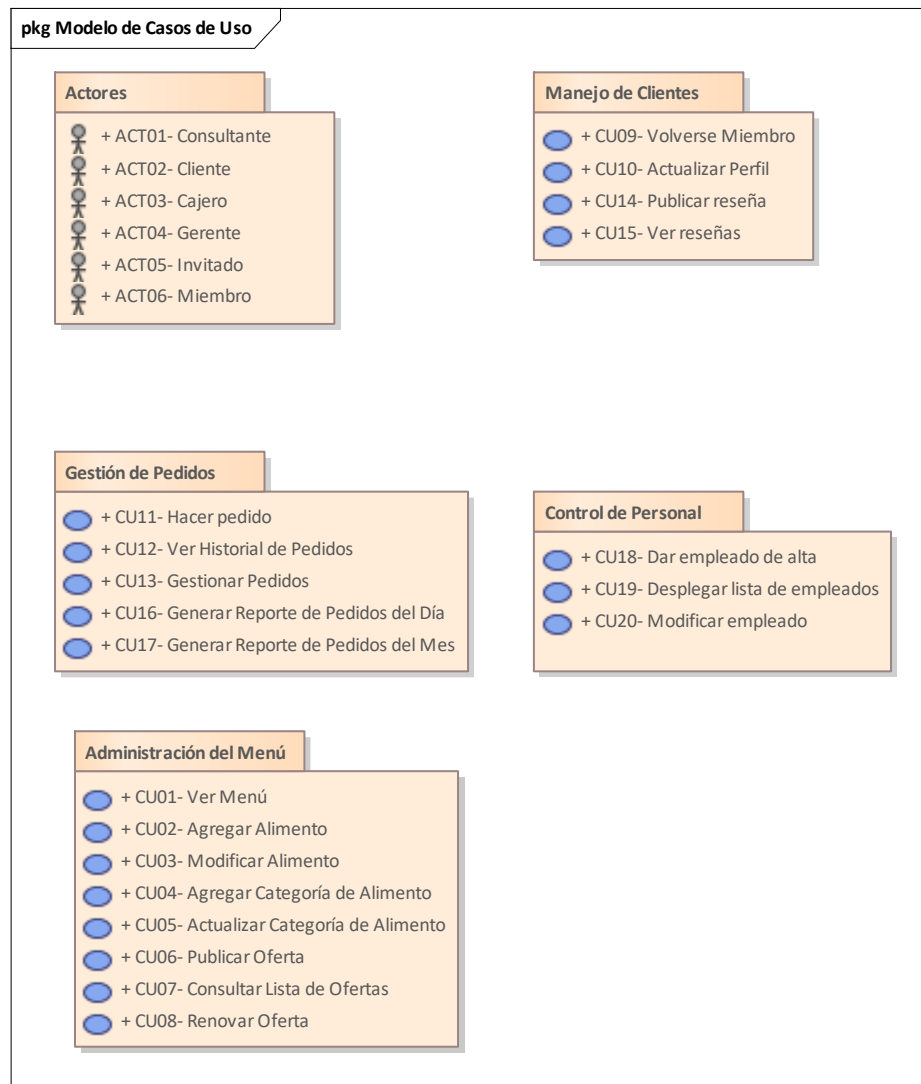 pkg Modelo de Casos de Uso
Actores
+ ACT01- Consultante
+ ACT02- Cliente
+ ACT03- Cajero
+ ACT04- Gerente
+ ACT05- Invitado
+ ACT06- Miembro
Manejo de Clientes
+ CU09- Volverse Miembro
+ CU10- Actualizar Perfil
+ CU14- Publicar reseña
+ CU15- Ver reseñas
Gestión de Pedidos
+ CU11- Hacer pedido
+ CU12- Ver Historial de Pedidos
+ CU13- Gestionar Pedidos
+ CU16- Generar Reporte de Pedidos del Día
+ CU17- Generar Reporte de Pedidos del Mes
Control de Personal
+ CU18- Dar empleado de alta
+ CU19- Desplegar lista de empleados
+ CU20- Modificar empleado
Administración del Menú
+ CU01- Ver Menú
+ CU02- Agregar Alimento
+ CU03- Modificar Alimento
+ CU04- Agregar Categoría de Alimento
+ CU05- Actualizar Categoría de Alimento
+ CU06- Publicar Oferta
+ CU07- Consultar Lista de Ofertas
+ CU08- Renovar Oferta